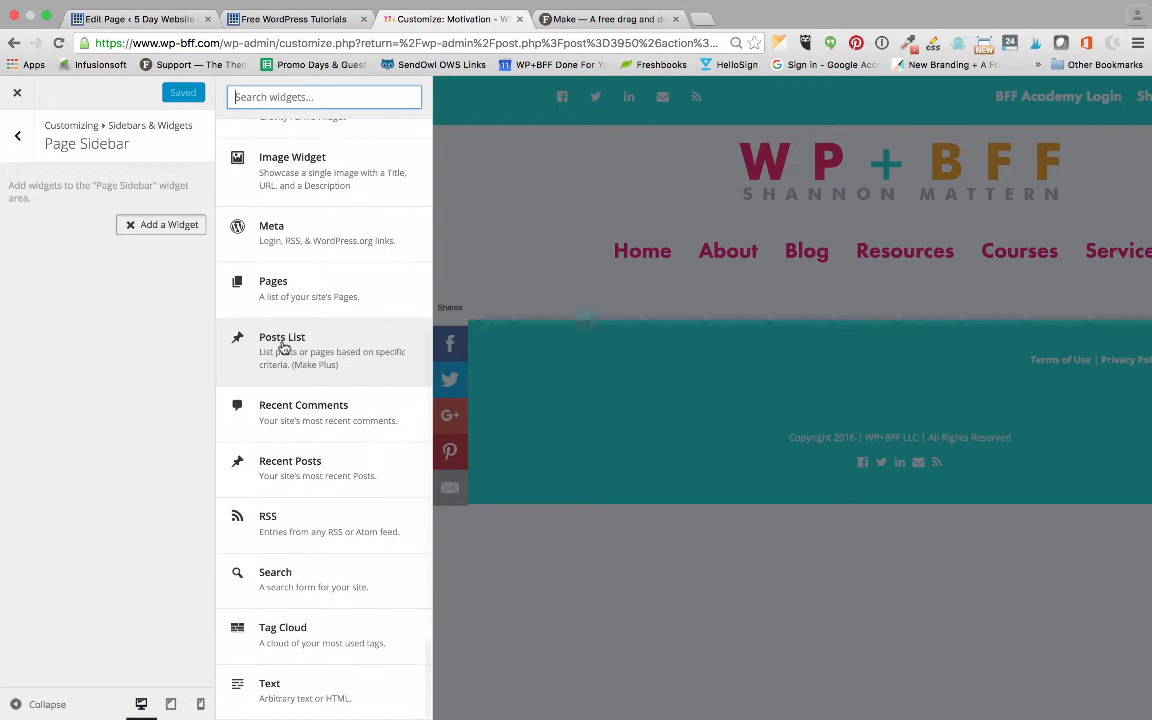 Edit Page ‹ 5 Day Website
Free WordPress Tutorials
Customize: Motivation – WP
Make — A free drag and dr
https://www.wp-bff.com/wp-admin/customize.php?return=%2Fwp-admin%2Fpost.php%3Fpost%3D3950%26action%...
Apps
Infusionsoft
Support — The Them
Promo Days & Guest
SendOwl OWS Links
WP+BFF Done For Yo
Freshbooks
HelloSign
Sign in - Google Acco
New Branding + A Fr
»
Other Bookmarks
Saved
Customizing ▸ Sidebars & Widgets
Page Sidebar
Add widgets to the "Page Sidebar" widget
area.
Add a Widget
Collapse
Search widgets...
Gravity Forms Widget
Image Widget
Showcase a single image with a Title,
URL, and a Description
Meta
Login, RSS, & WordPress.org links.
Pages
A list of your site's Pages.
Posts List
List posts or pages based on specific
criteria. (Make Plus)
Recent Comments
Your site's most recent comments.
Recent Posts
Your site's most recent Posts.
RSS
Entries from any RSS or Atom feed.
Search
A search form for your site.
Tag Cloud
A cloud of your most used tags.
Text
Arbitrary text or HTML.
BFF Academy Login
Sh
WP + BFF
SHANNON MATTERN
Home
About
Blog
Resources
Courses
Service
Shares
Terms of Use | Privacy Pol
Copyright 2016 | WP+BFF LLC | All Rights Reserved